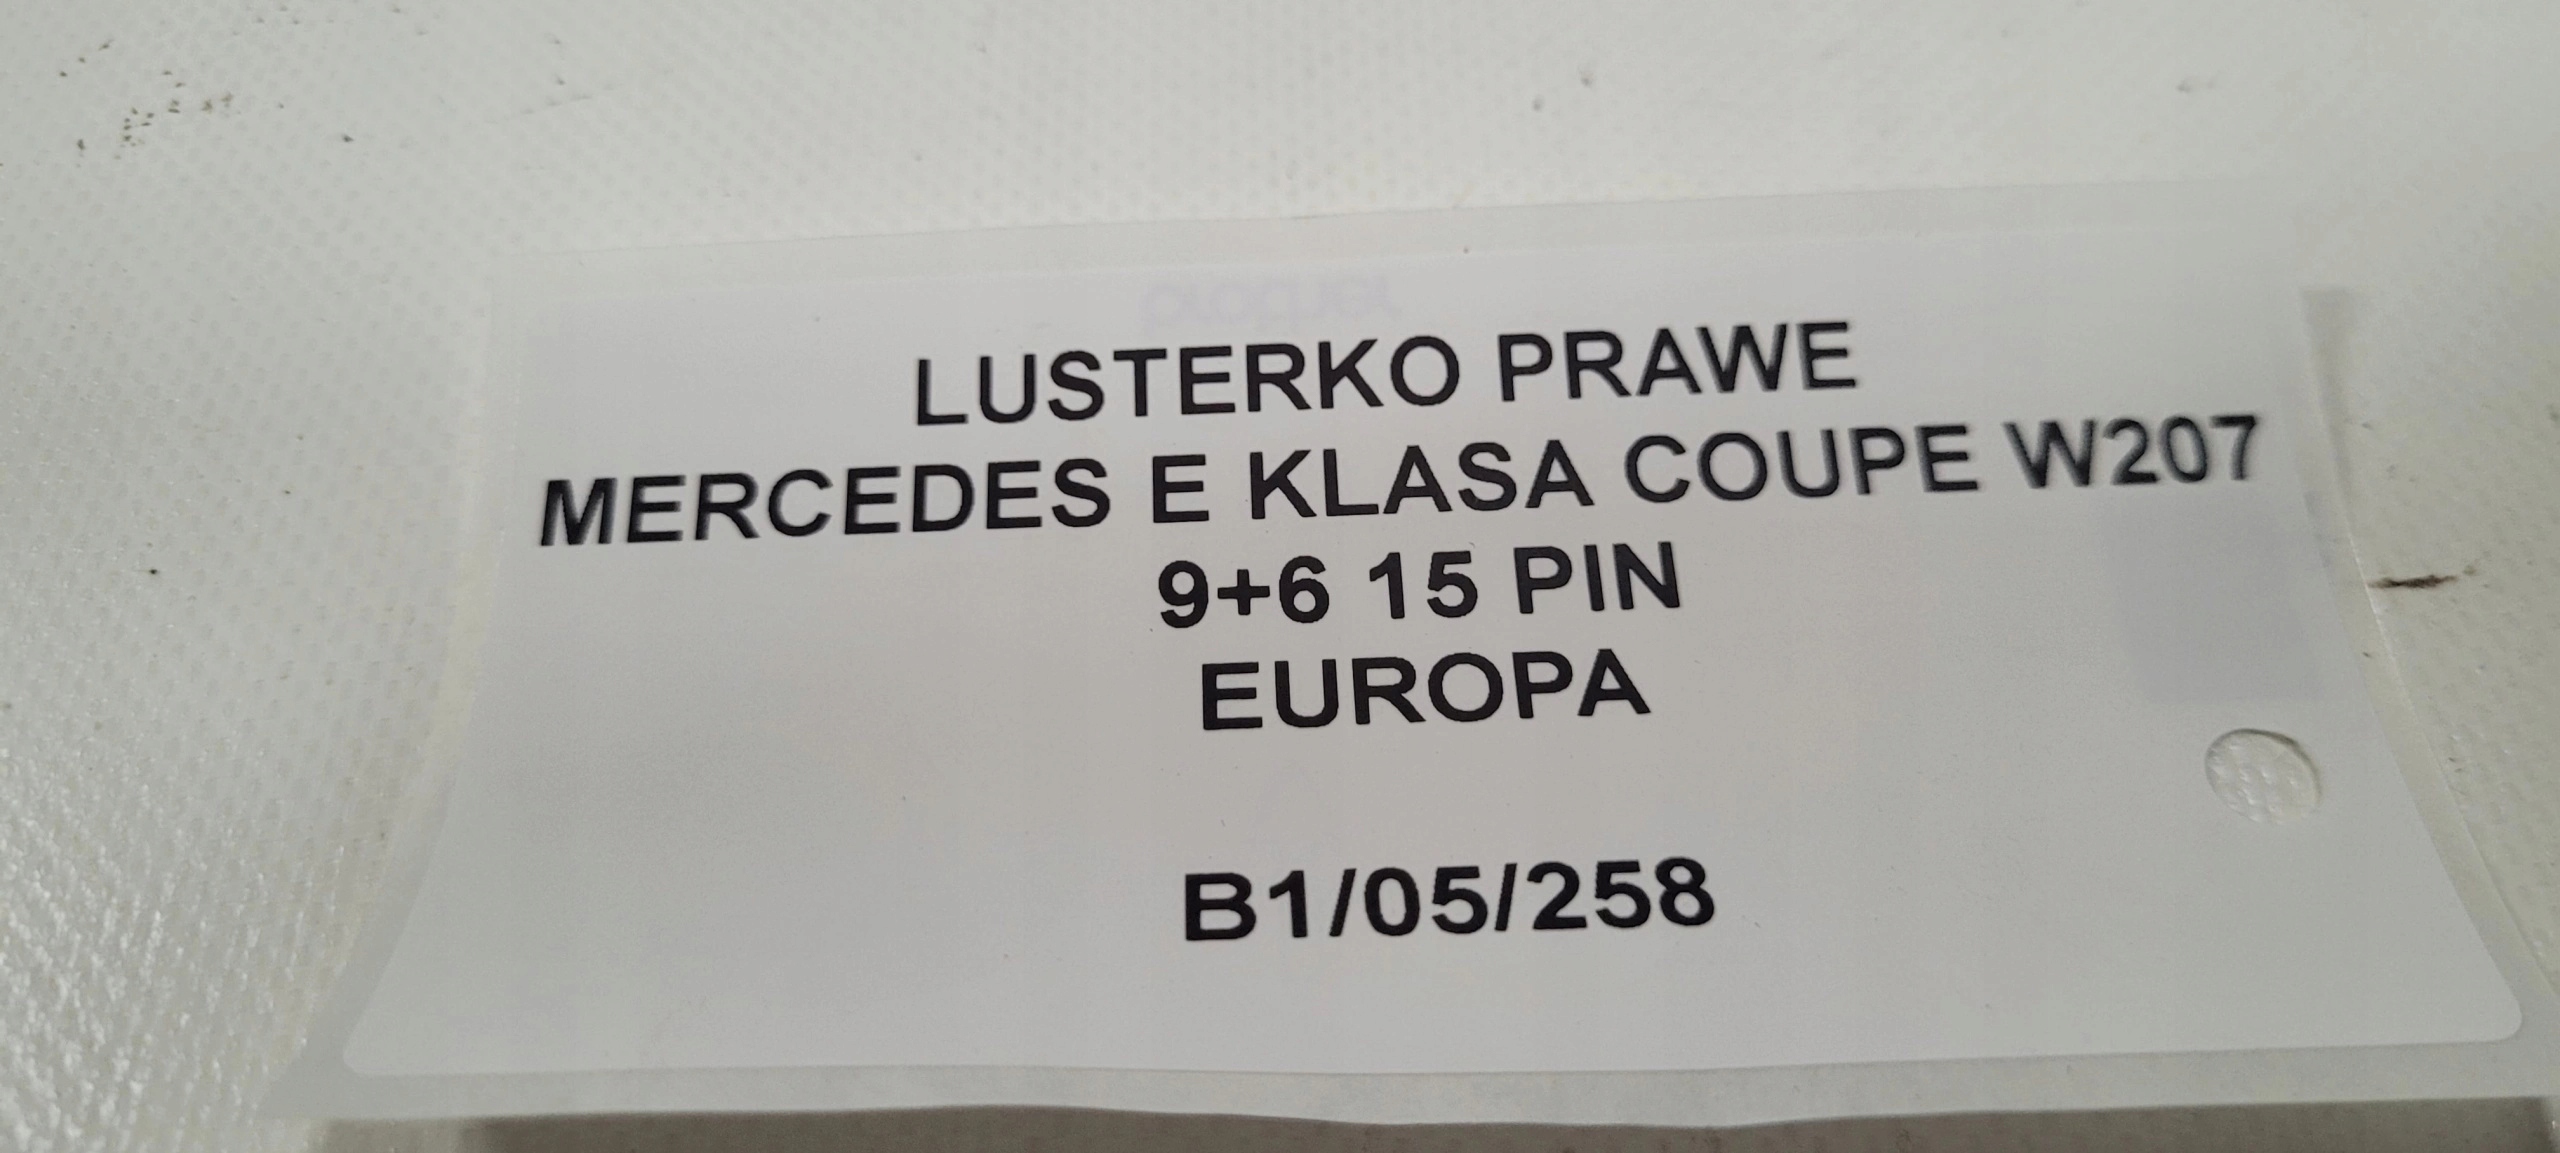 LUSTERKO PRAWE
MERCEDES E KLASA COUPE W207
9+6 15 PIN
EUROPA
B1/05/258